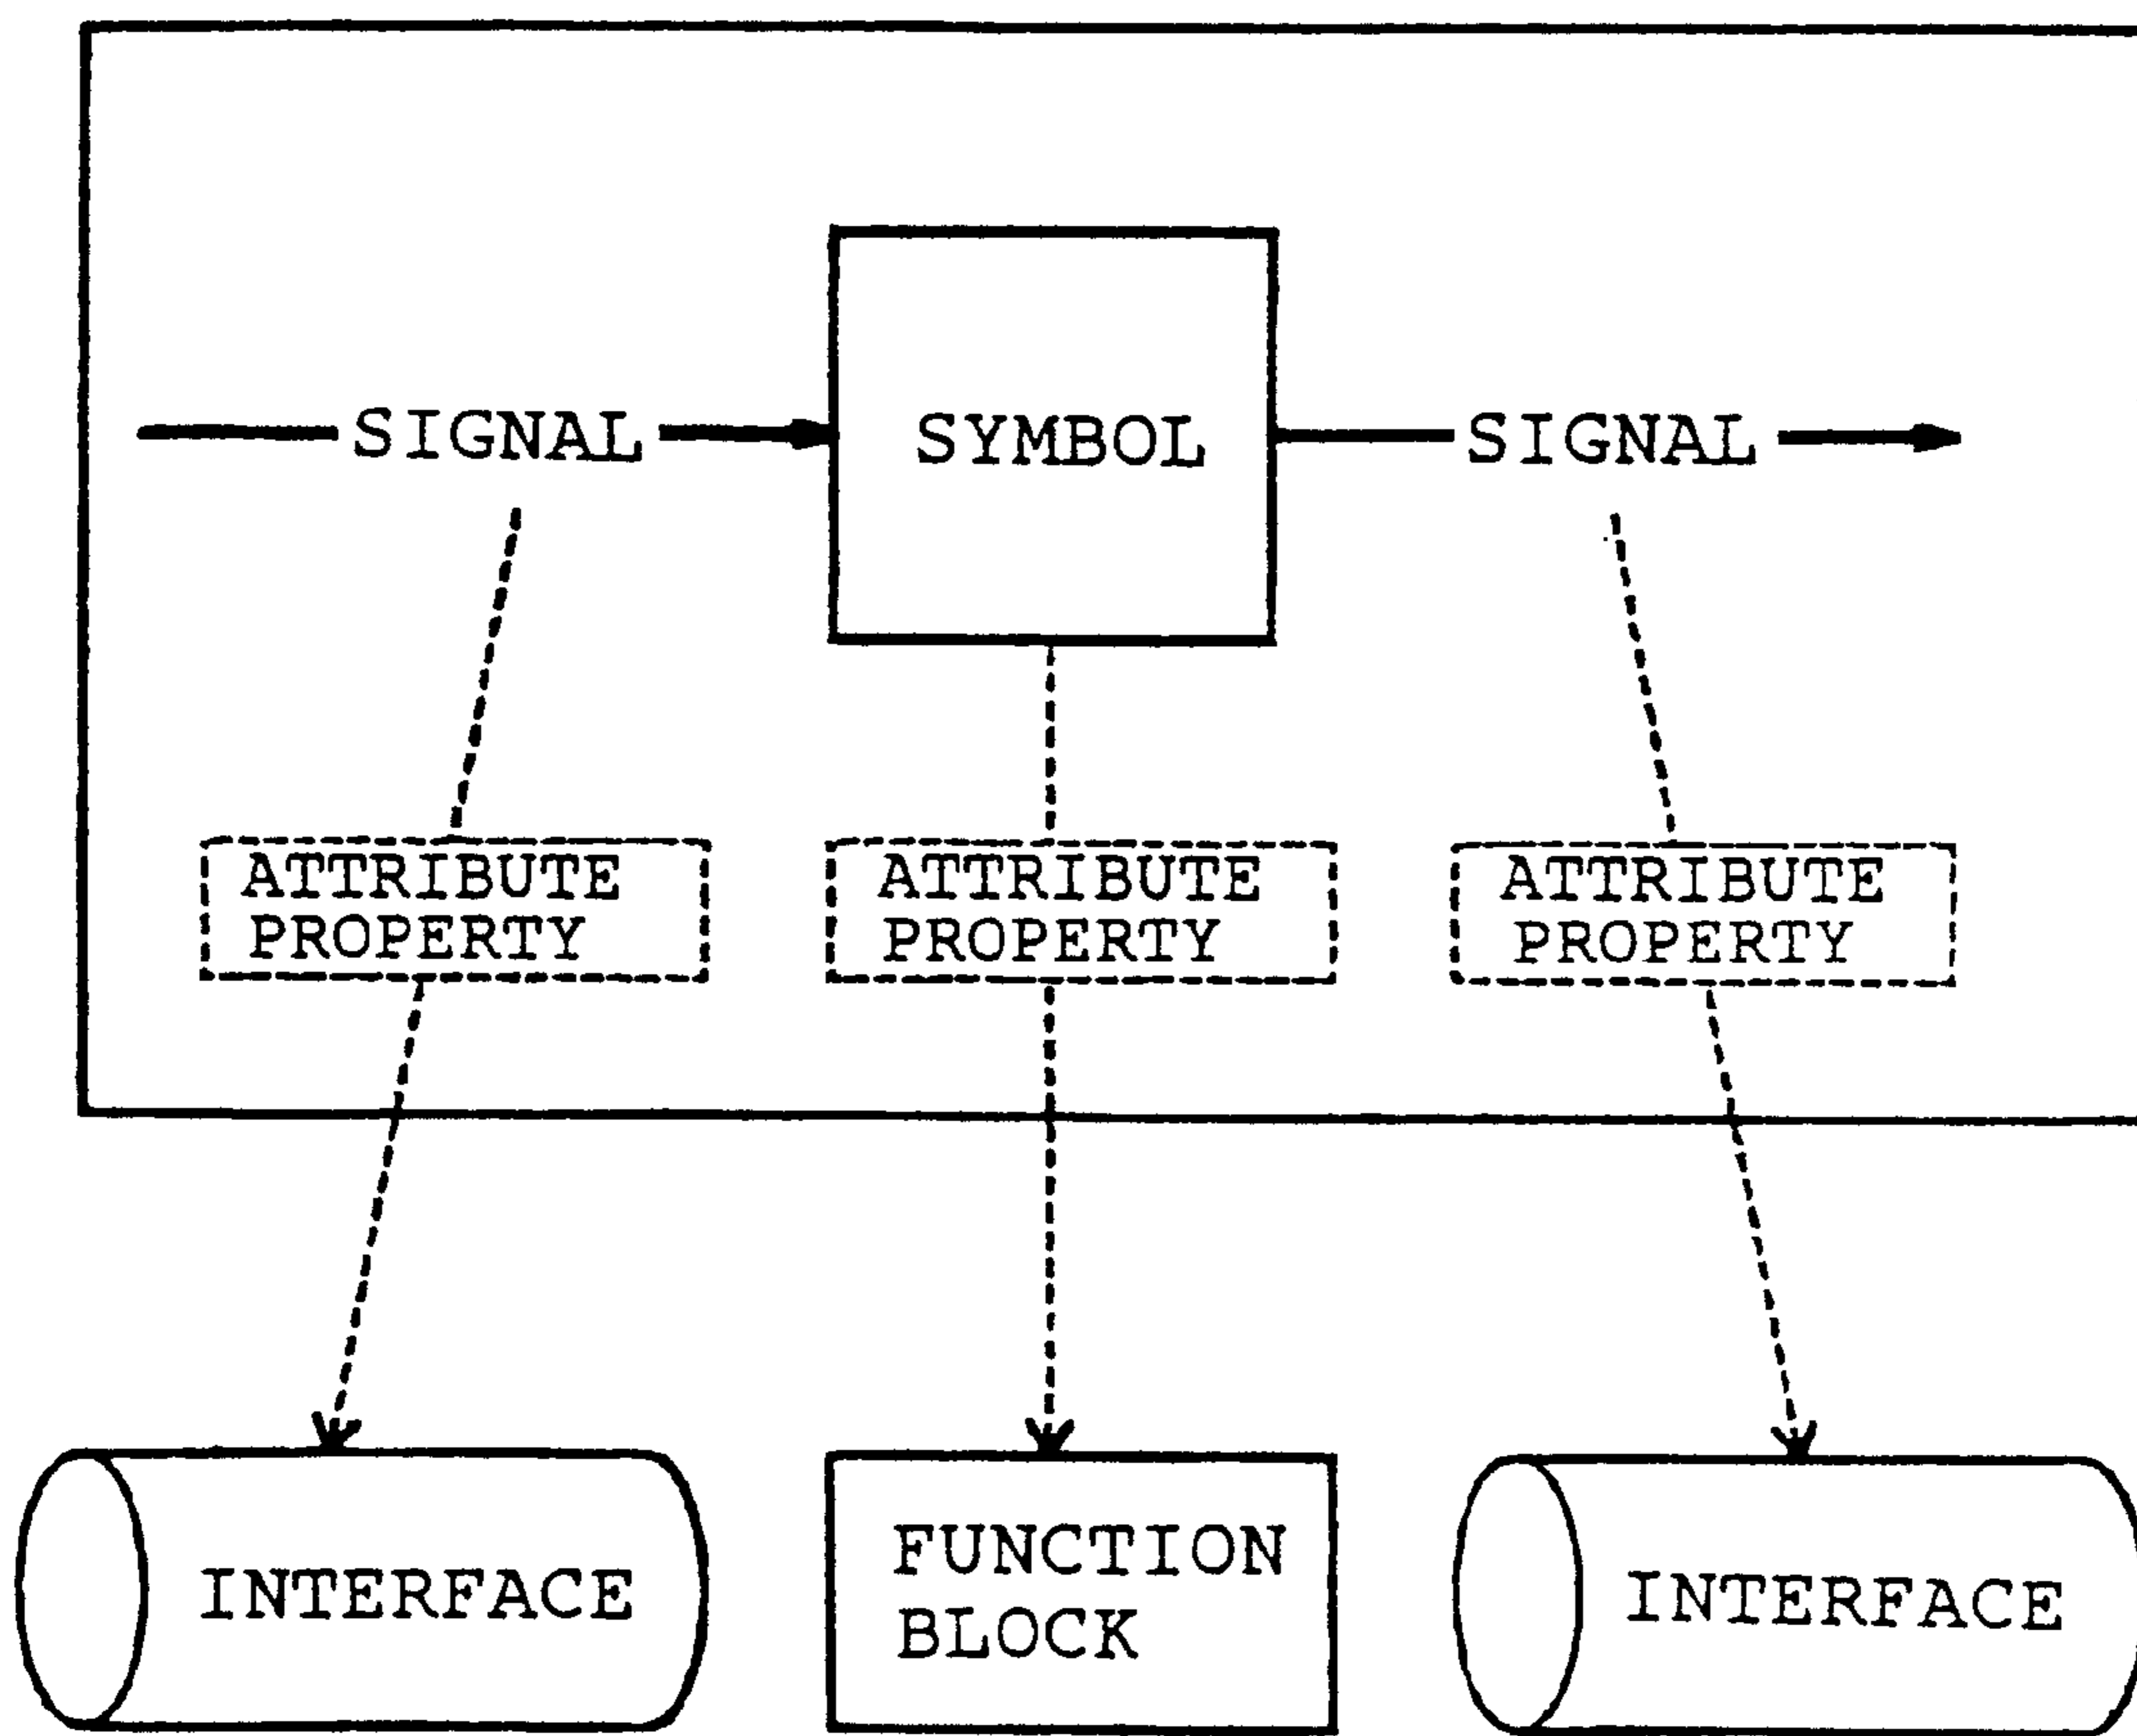 SIGNAL
SYMBOL
SIGNAL
ATTRIBUTE
PROPERTY
ATTRIBUTE
PROPERTY
ATTRIBUTE
PROPERTY
INTERFACE
FUNCTION
BLOCK
INTERFACE